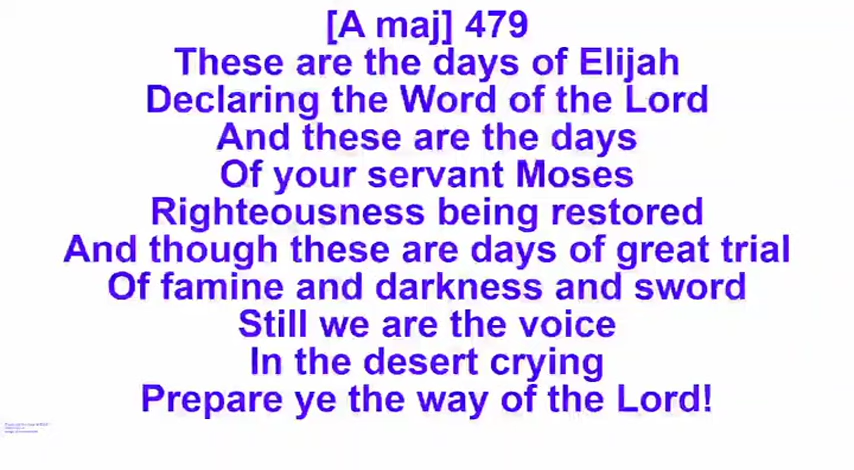 [A maj] 479
These are the days of Elijah
Declaring the Word of the Lord
And these are the days
Of your servant Moses
Righteousness being restored
And though these are days of great trial
Of famine and darkness and sword
Still we are the voice
In the desert crying
Prepare ye the way of the Lord!